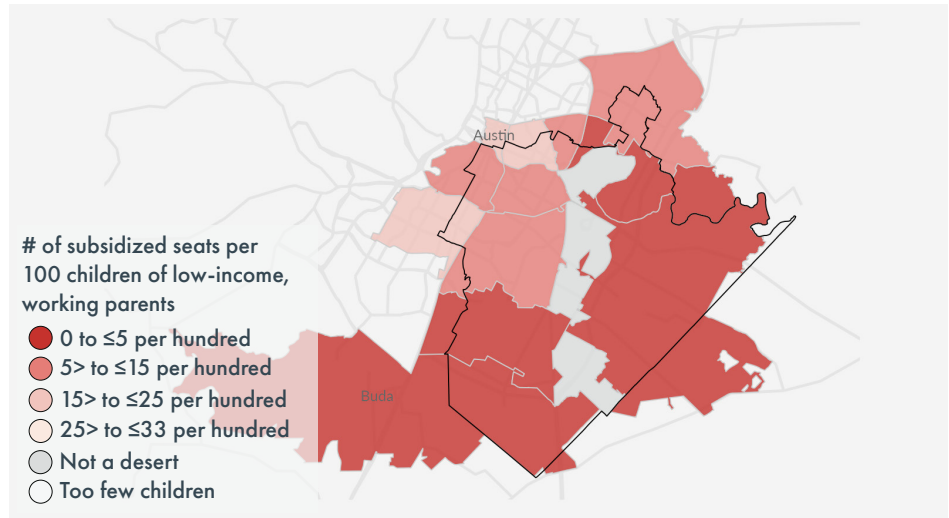 Austin
# of subsidized seats per
100 children of low-income,
working parents
0 to ≤5 per hundred
5> to ≤15 per hundred
15> to ≤25 per hundred
25> to ≤33 per hundred
Not a desert
Too few children
Buda